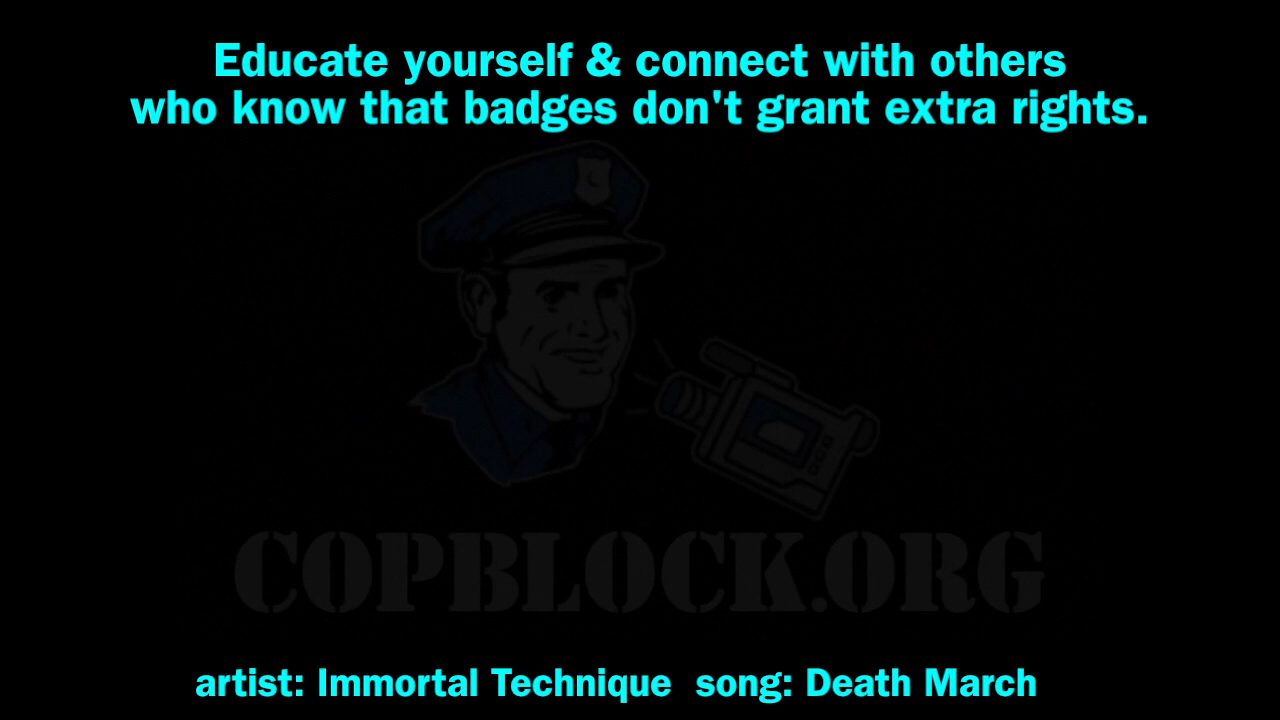 Educate yourself & connect with others
who know that badges don't grant extra rights.
COPBLOCK.ORG
artist: Immortal Technique song: Death March